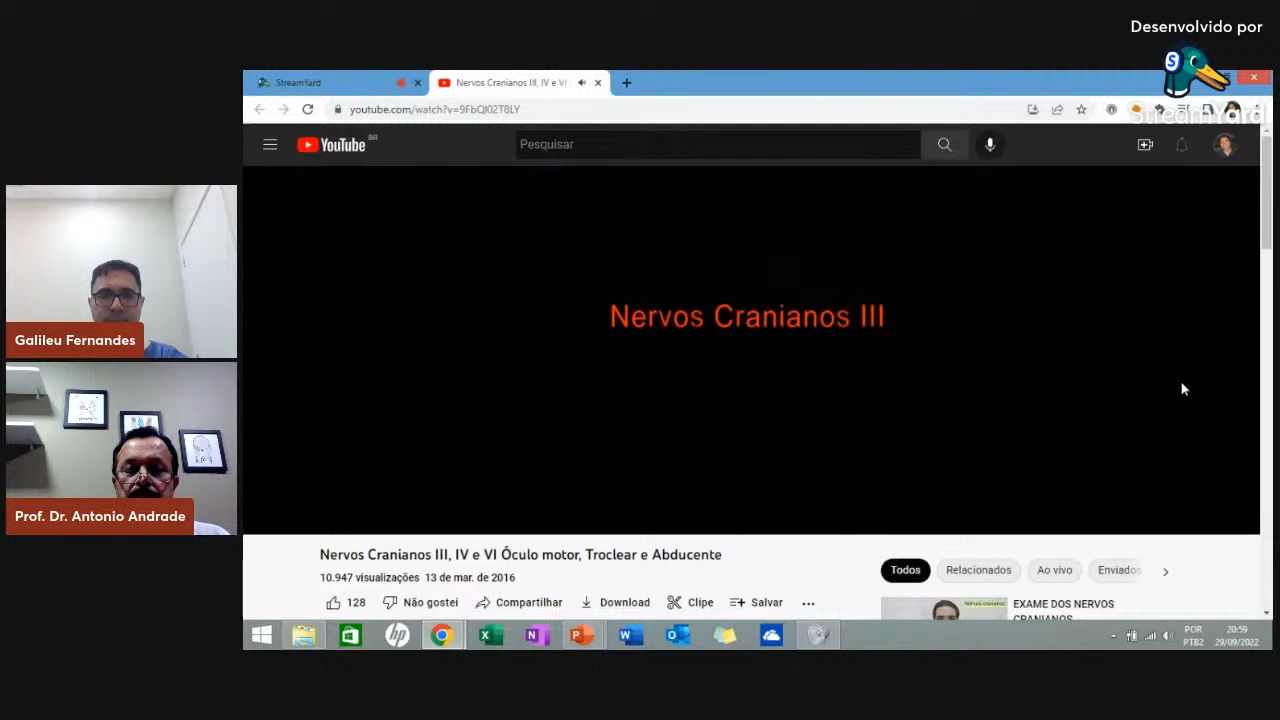 Desenvolvido por
StreamYard
StreamYard
Nervos Cranianos III, IV e VI
youtube.com/watch?v=9FbQI02T8LY
YouTube BR
Pesquisar
Nervos Cranianos III
Galileu Fernandes
Prof. Dr. Antonio Andrade
Nervos Cranianos III, IV e VI Óculo motor, Troclear e Abducente
10.947 visualizações 13 de mar. de 2016
128 Não gostei Compartilhar Download Clipe Salvar
Todos Relacionados Ao vivo Enviados
EXAME DOS NERVOS
CRANIANOS
POR
PTB2
20:59
29/09/2022